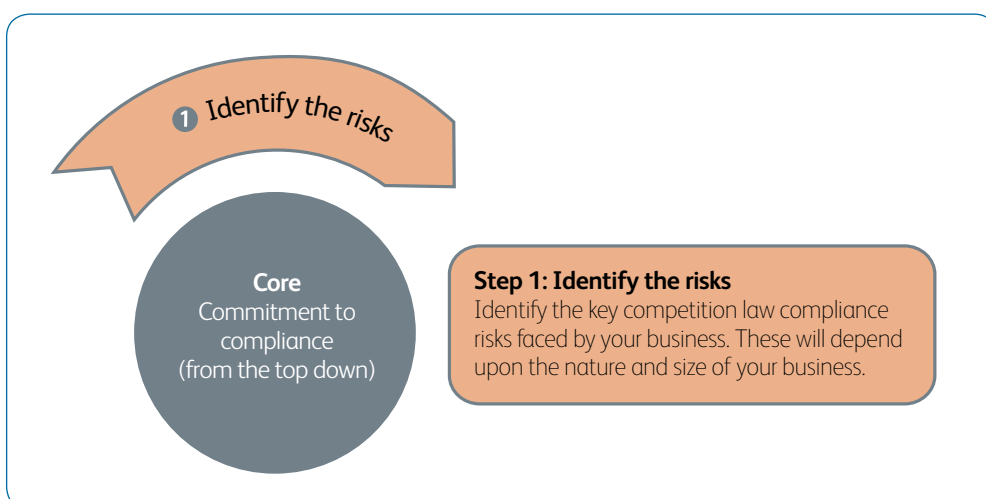 1 Identify the risks
Core
Commitment to
compliance
(from the top down)
Step 1: Identify the risks
Identify the key competition law compliance
risks faced by your business. These will depend
upon the nature and size of your business.